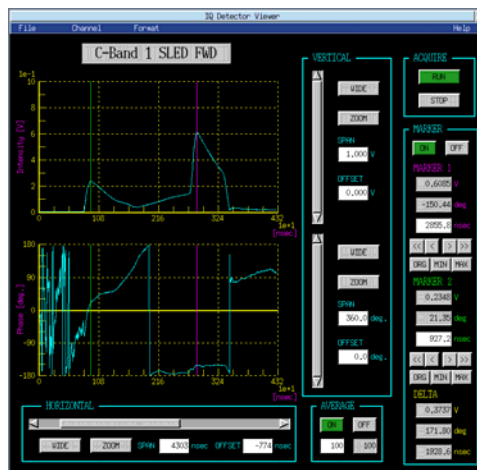 IQ Detector Viewer
File Channel Format Help
C-Band 1 SLED FWD
1e-1
10
8
6
4
2
0
Intensity [V]
0 108 216 324 432
1e+1
[nsec]
180
90
0
-90
-180
Phase [deg.]
0 108 216 324 432
1e+1
[nsec]
HORIZONTAL
WIDE ZOOM SPAN 4303 nsec OFFSET -774 nsec
VERTICAL
WIDE
ZOOM
SPAN
1.000 V
OFFSET
0.000 V
WIDE
ZOOM
SPAN
360.0 deg.
OFFSET
0.0 deg.
AVERAGE
ON OFF
100 100
ACQUIRE
RUN
STOP
MARKER
ON OFF
MARKER 1
0.6085 V
-150.44 deg
2855.8 nsec
<< < > >>
ORG MIN MAX
MARKER 2
0.2348 V
21.35 deg
927.2 nsec
<< < > >>
ORG MIN MAX
DELTA
0.3737 V
171.80 deg
1928.6 nsec